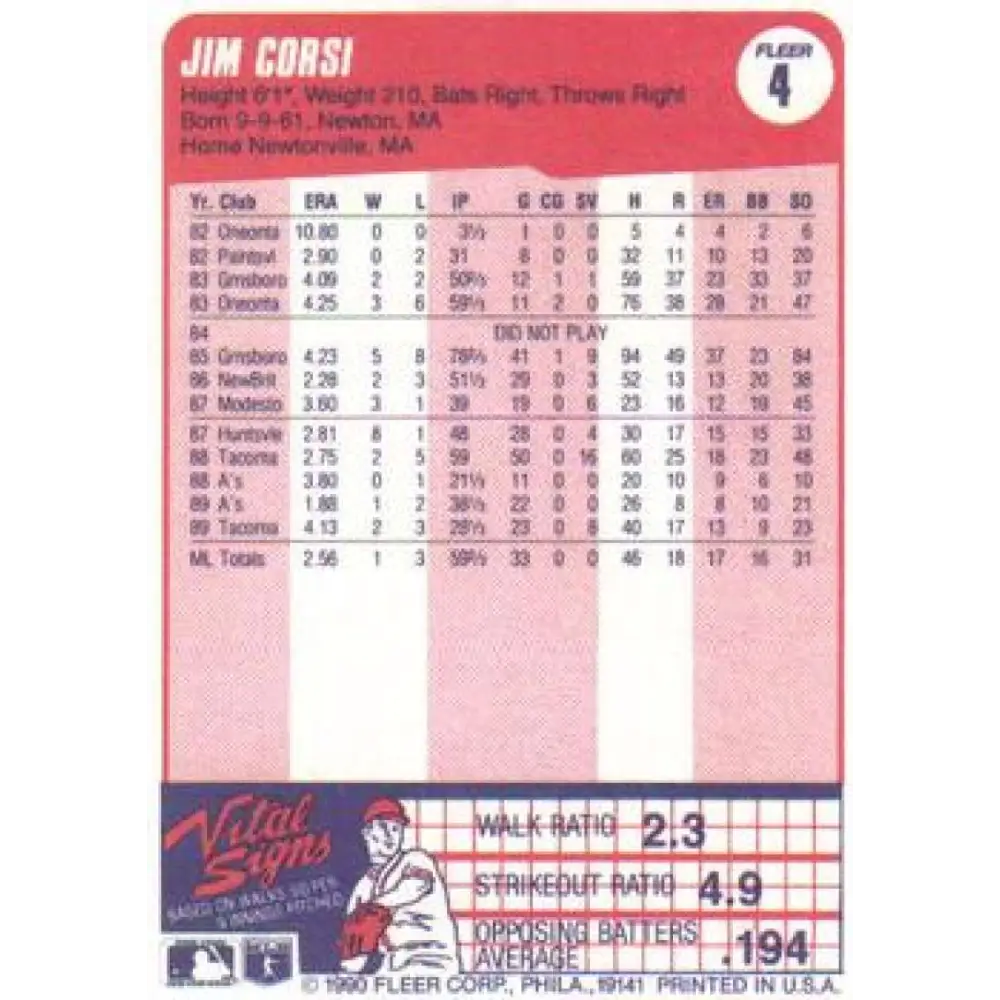 JIM CORSI
FLEER
4
Height 6'1", Weight 210, Bats Right, Throws Right
Born 9-9-61, Newton, MA
Home Newtonville, MA
Yr. Club ERA W L IP G CG SV H R ER BB SO
82 Oneonta 10.80 0 0 3⅓ 1 0 0 5 4 4 2 6
82 Paintsvl 2.90 0 2 31 8 0 0 32 11 10 13 20
83 Grnsboro 4.09 2 2 50⅔ 12 1 1 59 37 23 33 37
83 Oneonta 4.25 3 6 59⅓ 11 2 0 76 38 28 21 47
84 DID NOT PLAY
85 Grnsboro 4.23 5 8 78⅔ 41 1 9 94 49 37 23 84
86 NewBrit 2.28 2 3 51⅓ 29 0 3 52 13 13 20 38
87 Modesto 3.60 3 1 39 19 0 6 23 16 12 45
87 Huntsvle 2.81 8 1 48 28 0 4 30 17 15 15 33
88 Tacoma 2.75 2 5 59 50 0 16 60 25 18 23 48
88 A's 3.80 0 1 21⅓ 11 0 0 20 10 9 6 10
89 A's 1.88 1 2 38⅓ 22 0 0 26 8 8 10 21
89 Tacoma 4.13 2 3 28⅓ 23 0 8 40 17 13 9 23
ML Totals 2.56 1 3 59⅔ 33 0 0 46 18 17 16 31
Vital
Signs
BASED ON WALKS, SO PER
9 INNINGS PITCHED
WALK RATIO 2.3
STRIKEOUT RATIO 4.9
OPPOSING BATTERS
AVERAGE .194
© 1990 FLEER CORP., PHILA., 19141 PRINTED IN U.S.A.